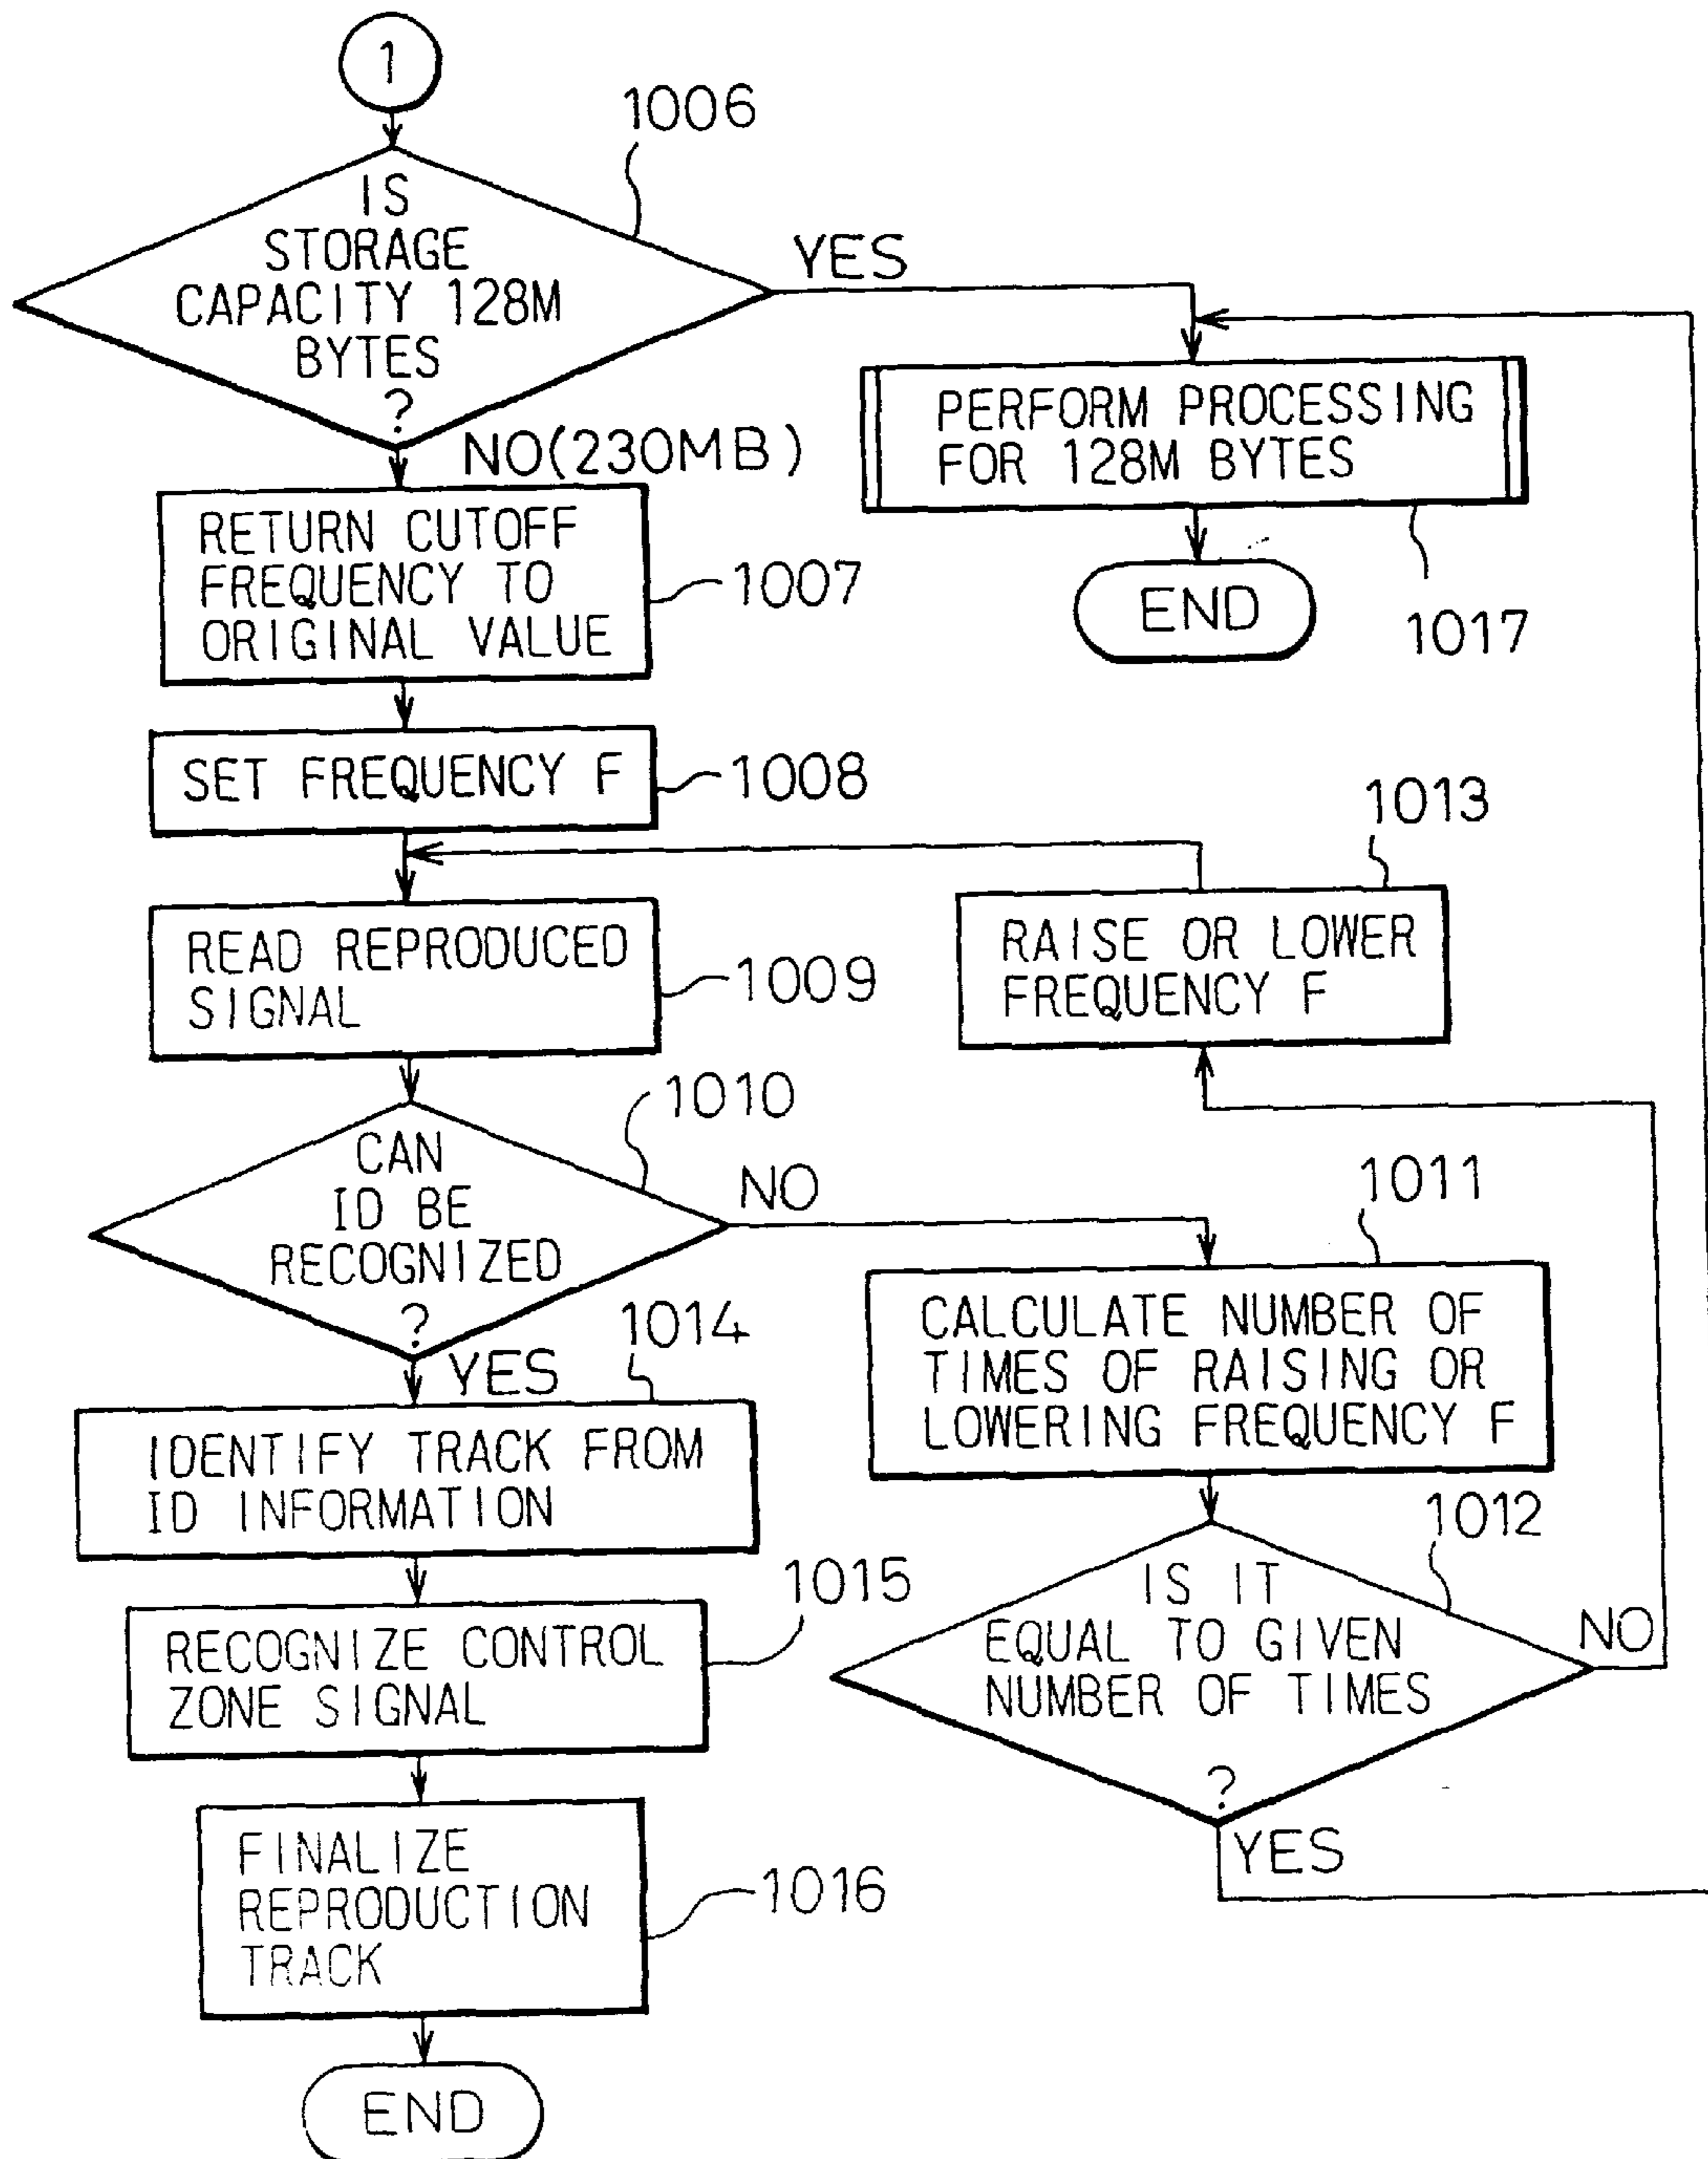 1
1006
IS
STORAGE
CAPACITY 128M
BYTES
?
YES
NO(230MB)
PERFORM PROCESSING
FOR 128M BYTES
1017
END
RETURN CUTOFF
FREQUENCY TO
ORIGINAL VALUE
1007
SET FREQUENCY F
1008
1013
RAISE OR LOWER
FREQUENCY F
READ REPRODUCED
SIGNAL
1009
1010
CAN
ID BE
RECOGNIZED
?
NO
YES
1011
CALCULATE NUMBER OF
TIMES OF RAISING OR
LOWERING FREQUENCY F
1014
IDENTIFY TRACK FROM
ID INFORMATION
1012
IS IT
EQUAL TO GIVEN
NUMBER OF TIMES
?
NO
YES
1015
RECOGNIZE CONTROL
ZONE SIGNAL
FINALIZE
REPRODUCTION
TRACK
1016
END